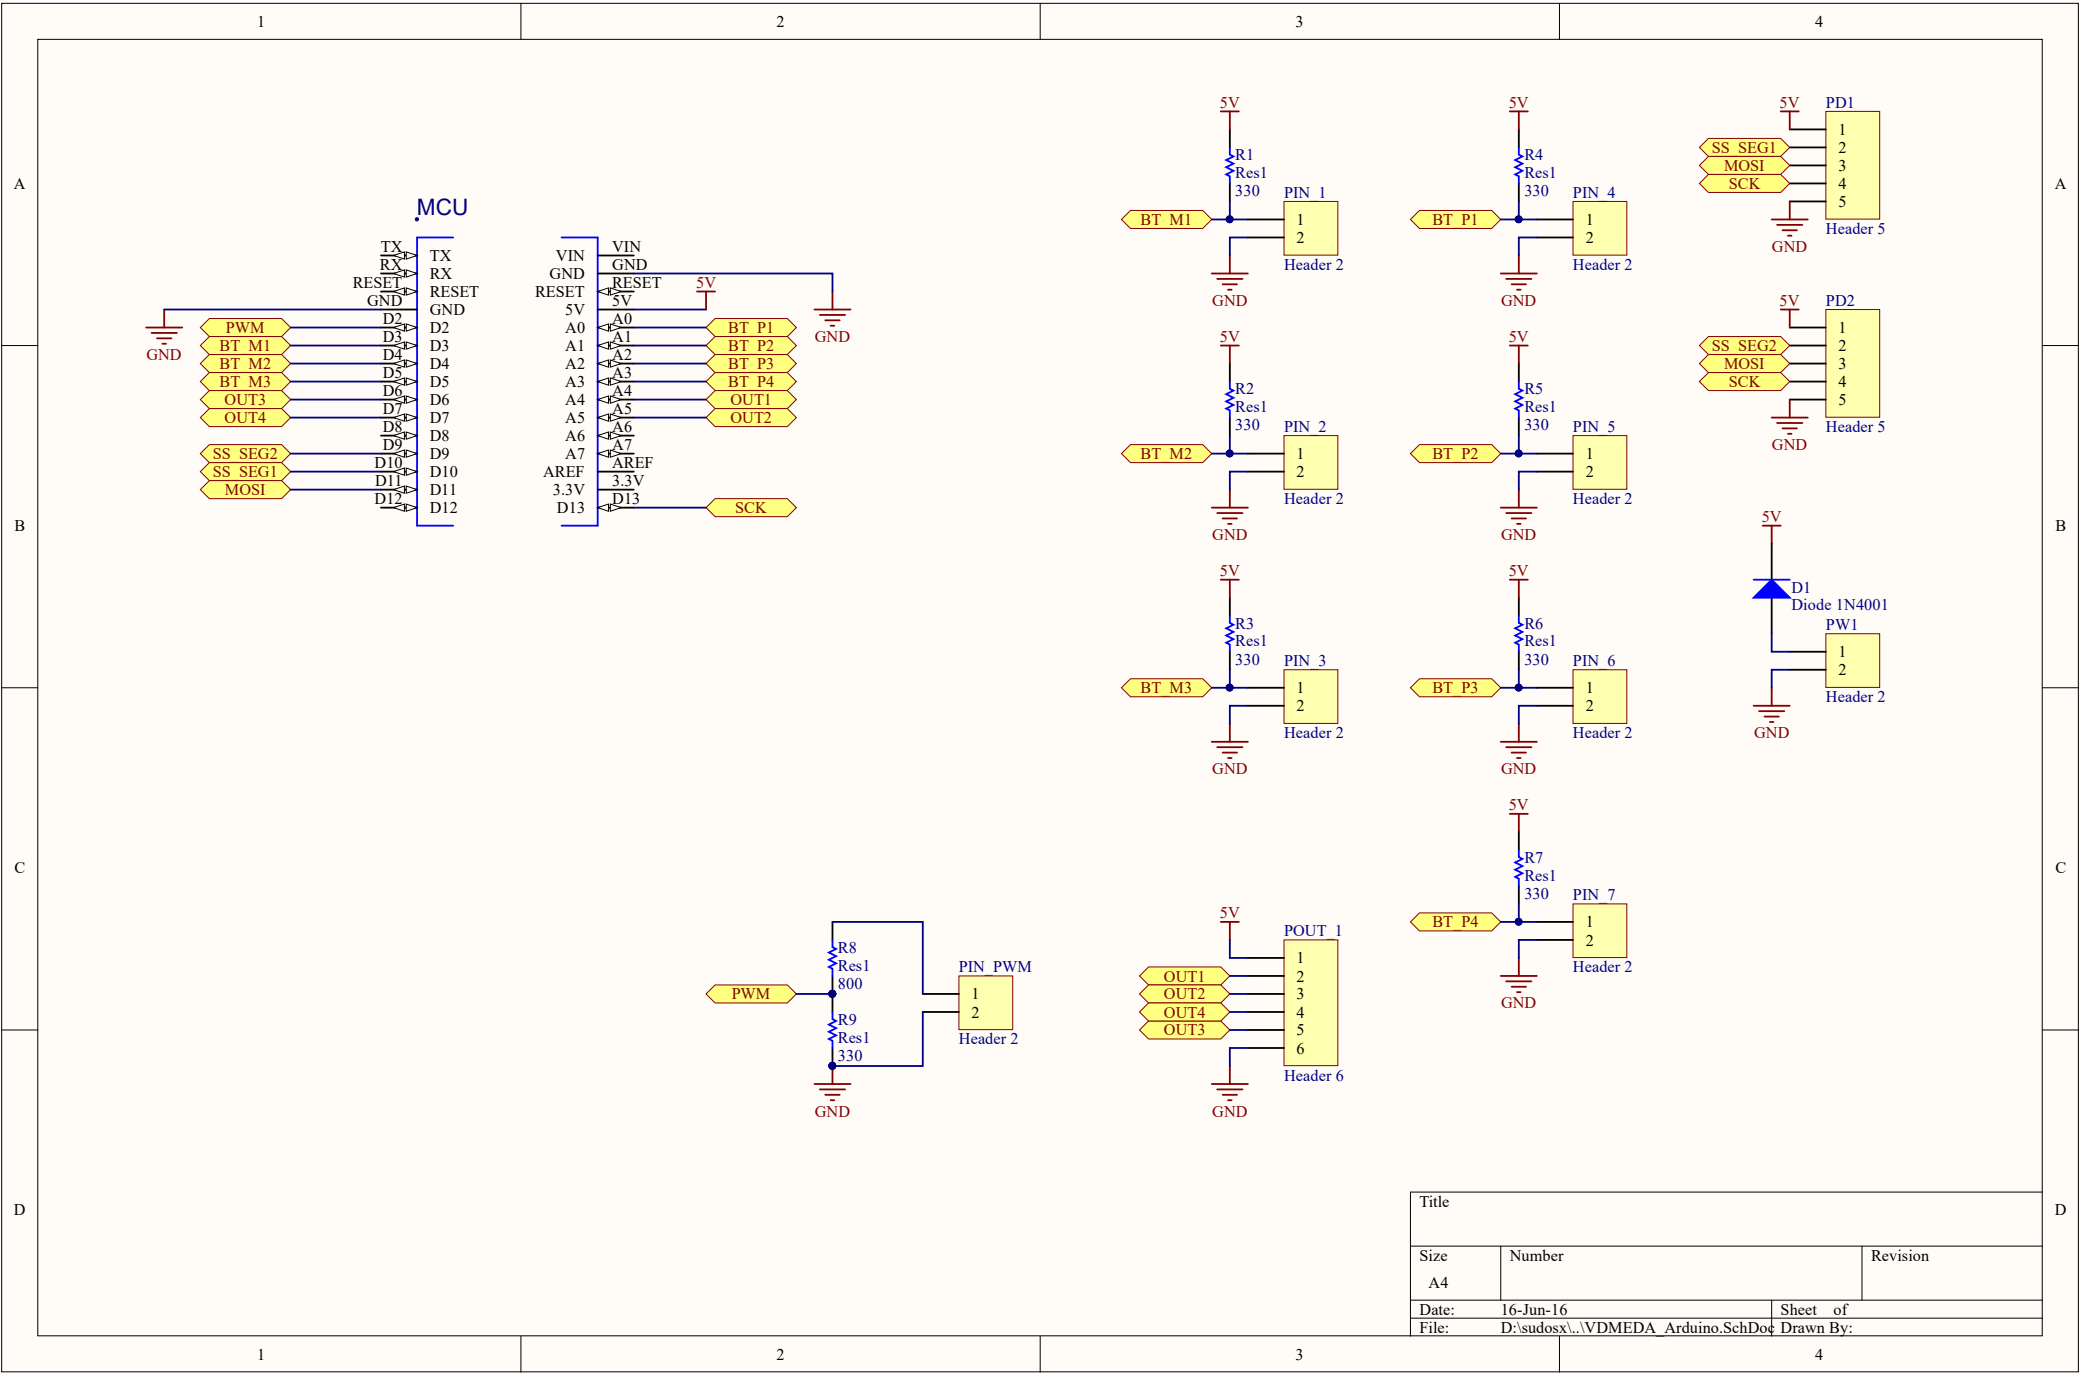 1 2 3 4
A A
B B
C C
D D
MCU
TX TX
RX RX
RESET RESET
GND GND
GND
PWM D2 D2
BT_M1 D3 D3
BT_M2 D4 D4
BT_M3 D5 D5
OUT3 D6 D6
OUT4 D7 D7
D8 D8
SS_SEG2 D9 D9
SS_SEG1 D10 D10
MOSI D11 D11
D12 D12
VIN VIN
GND GND
RESET RESET
5V 5V 5V
GND
A0 A0 BT_P1
A1 A1 BT_P2
A2 A2 BT_P3
A3 A3 BT_P4
A4 A4 OUT1
A5 A5 OUT2
A6 A6
A7 A7
AREF AREF
3.3V 3.3V
D13 D13 SCK
5V
R1
Res1
330
PIN_1
BT_M1 1
2
Header 2
GND
5V
R2
Res1
330
PIN_2
BT_M2 1
2
Header 2
GND
5V
R3
Res1
330
PIN_3
BT_M3 1
2
Header 2
GND
5V
R4
Res1
330
PIN_4
BT_P1 1
2
Header 2
GND
5V
R5
Res1
330
PIN_5
BT_P2 1
2
Header 2
GND
5V
R6
Res1
330
PIN_6
BT_P3 1
2
Header 2
GND
5V
R7
Res1
330
PIN_7
BT_P4 1
2
Header 2
GND
5V PD1
1
SS_SEG1 2
MOSI 3
SCK 4
5
Header 5
GND
5V PD2
1
SS_SEG2 2
MOSI 3
SCK 4
5
Header 5
GND
5V
D1
Diode 1N4001
PW1
1
2
Header 2
GND
R8
Res1
800
PWM
R9
Res1
330
GND
PIN_PWM
1
2
Header 2
5V
POUT_1
1
OUT1 2
OUT2 3
OUT4 4
OUT3 5
6
Header 6
GND
Title
Size Number Revision
A4
Date: 16-Jun-16 Sheet of
File: D:\sudosx\..\VDMEDA_Arduino.SchDoc Drawn By:
1 2 3 4